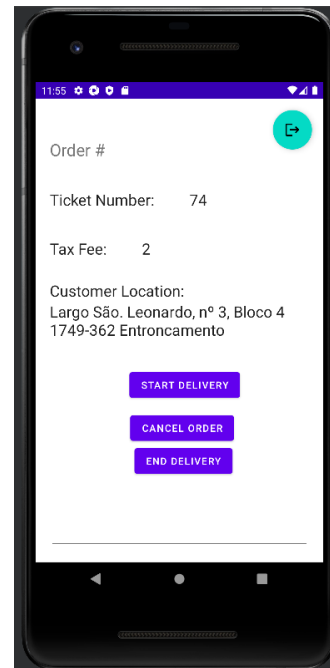 11:55
Order #
Ticket Number: 74
Tax Fee: 2
Customer Location:
Largo São. Leonardo, nº 3, Bloco 4
1749-362 Entroncamento
START DELIVERY
CANCEL ORDER
END DELIVERY